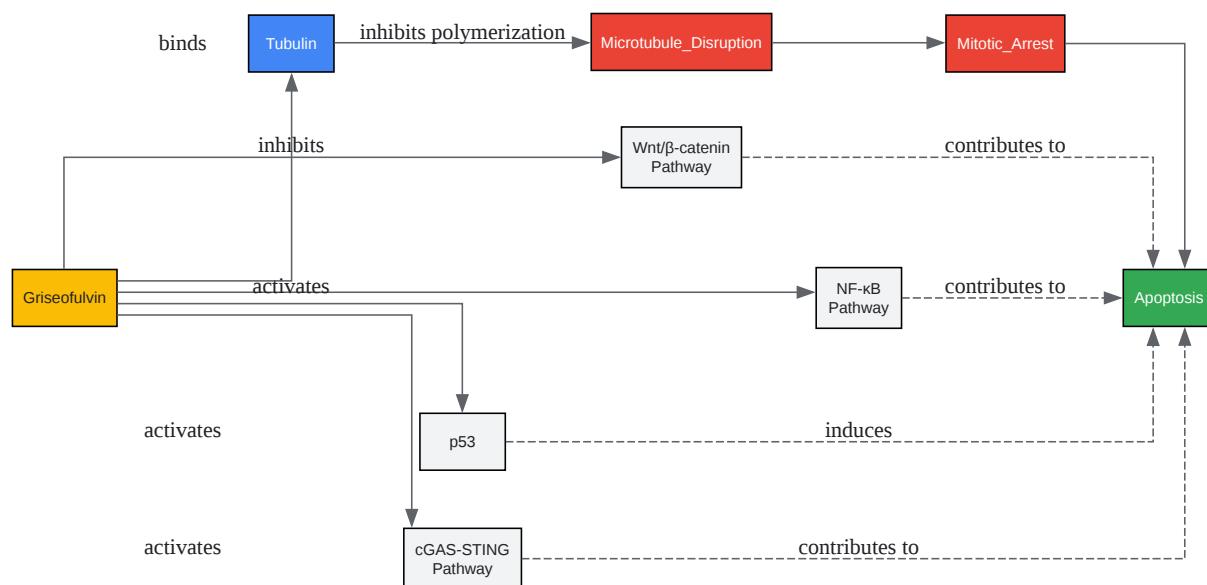 binds
Tubulin
inhibits polymerization
Microtubule_Disruption
Mitotic_Arrest
inhibits
Wnt/β-catenin
Pathway
contributes to
Griseofulvin
activates
NF-κB
Pathway
contributes to
Apoptosis
activates
p53
induces
activates
cGAS-STING
Pathway
contributes to